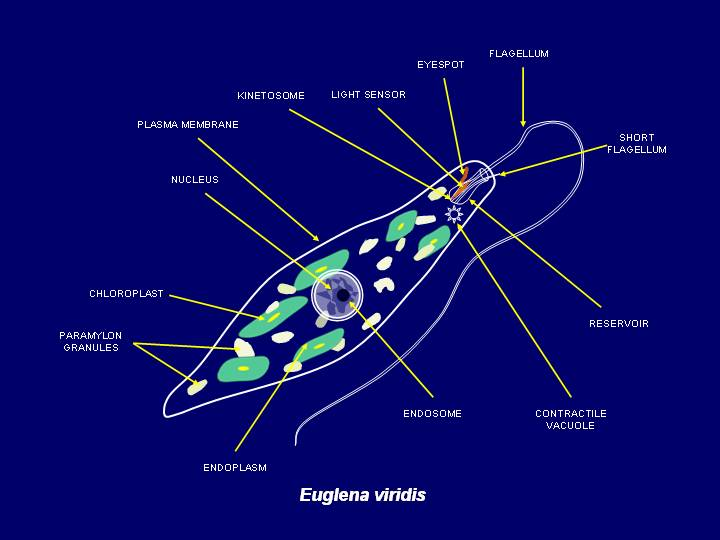 FLAGELLUM
EYESPOT
KINETOSOME
LIGHT SENSOR
PLASMA MEMBRANE
SHORT
FLAGELLUM
NUCLEUS
CHLOROPLAST
RESERVOIR
PARAMYLON
GRANULES
ENDOSOME
CONTRACTILE
VACUOLE
ENDOPLASM
Euglena viridis